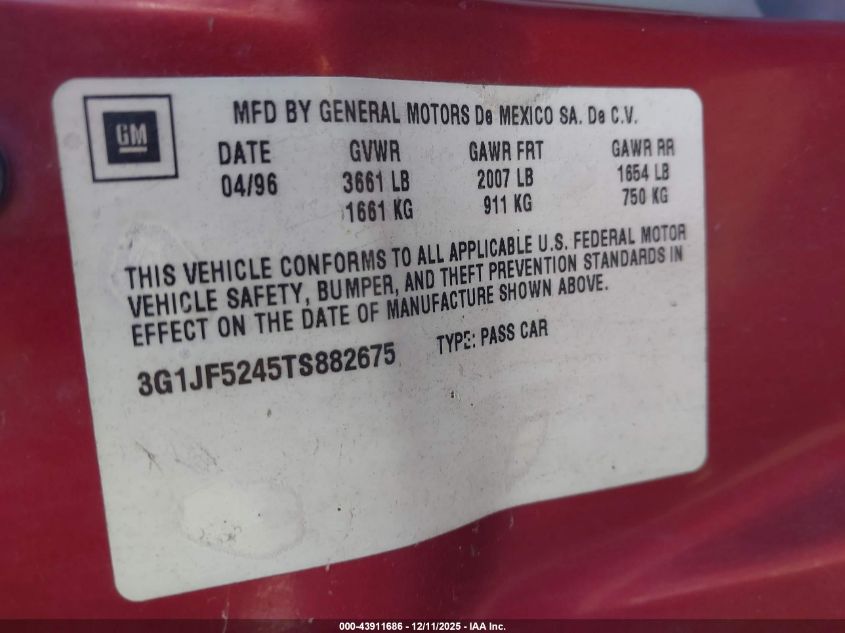 GM
MFD BY GENERAL MOTORS De MEXICO SA. De C.V.
DATE GVWR GAWR FRT GAWR RR
04/96 3661 LB 2007 LB 1654 LB
1661 KG 911 KG 750 KG
THIS VEHICLE CONFORMS TO ALL APPLICABLE U.S. FEDERAL MOTOR
VEHICLE SAFETY, BUMPER, AND THEFT PREVENTION STANDARDS IN
EFFECT ON THE DATE OF MANUFACTURE SHOWN ABOVE.
3G1JF5245TS882675 TYPE: PASS CAR
000-43911686 - 12/11/2025 - IAA Inc.